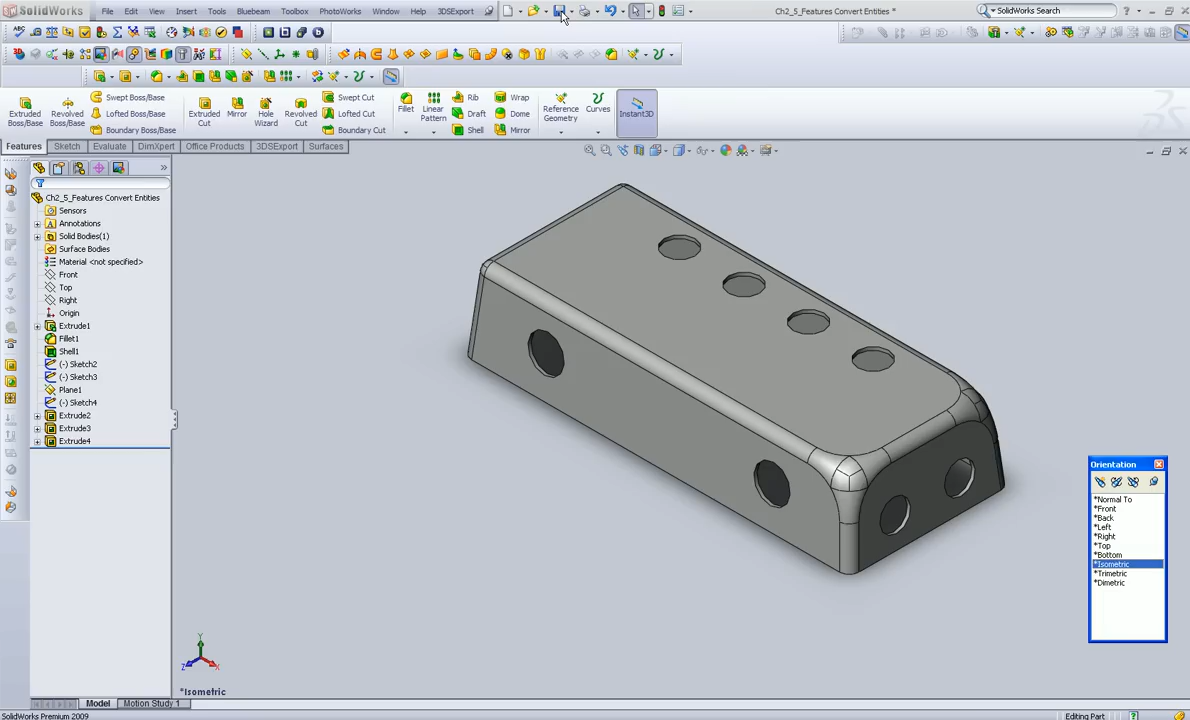 SolidWorks File Edit View Insert Tools Bluebeam Toolbox PhotoWorks Window Help 3DSExport Ch2_5_Features Convert Entities * SolidWorks Search
Extruded Boss/Base
Revolved Boss/Base
Swept Boss/Base
Lofted Boss/Base
Boundary Boss/Base
Extruded Cut
Mirror
Hole Wizard
Revolved Cut
Swept Cut
Lofted Cut
Boundary Cut
Fillet
Linear Pattern
Rib
Draft
Shell
Wrap
Dome
Mirror
Reference Geometry
Curves
Instant3D
Features Sketch Evaluate DimXpert Office Products 3DSExport Surfaces
Ch2_5_Features Convert Entities
Sensors
Annotations
Solid Bodies(1)
Surface Bodies
Material <not specified>
Front
Top
Right
Origin
Extrude1
Fillet1
Shell1
(-) Sketch2
(-) Sketch3
Plane1
(-) Sketch4
Extrude2
Extrude3
Extrude4
Orientation
*Normal To
*Front
*Back
*Left
*Right
*Top
*Bottom
*Isometric
*Trimetric
*Dimetric
Y
Z X
*Isometric
Model Motion Study 1
SolidWorks Premium 2009 Editing Part